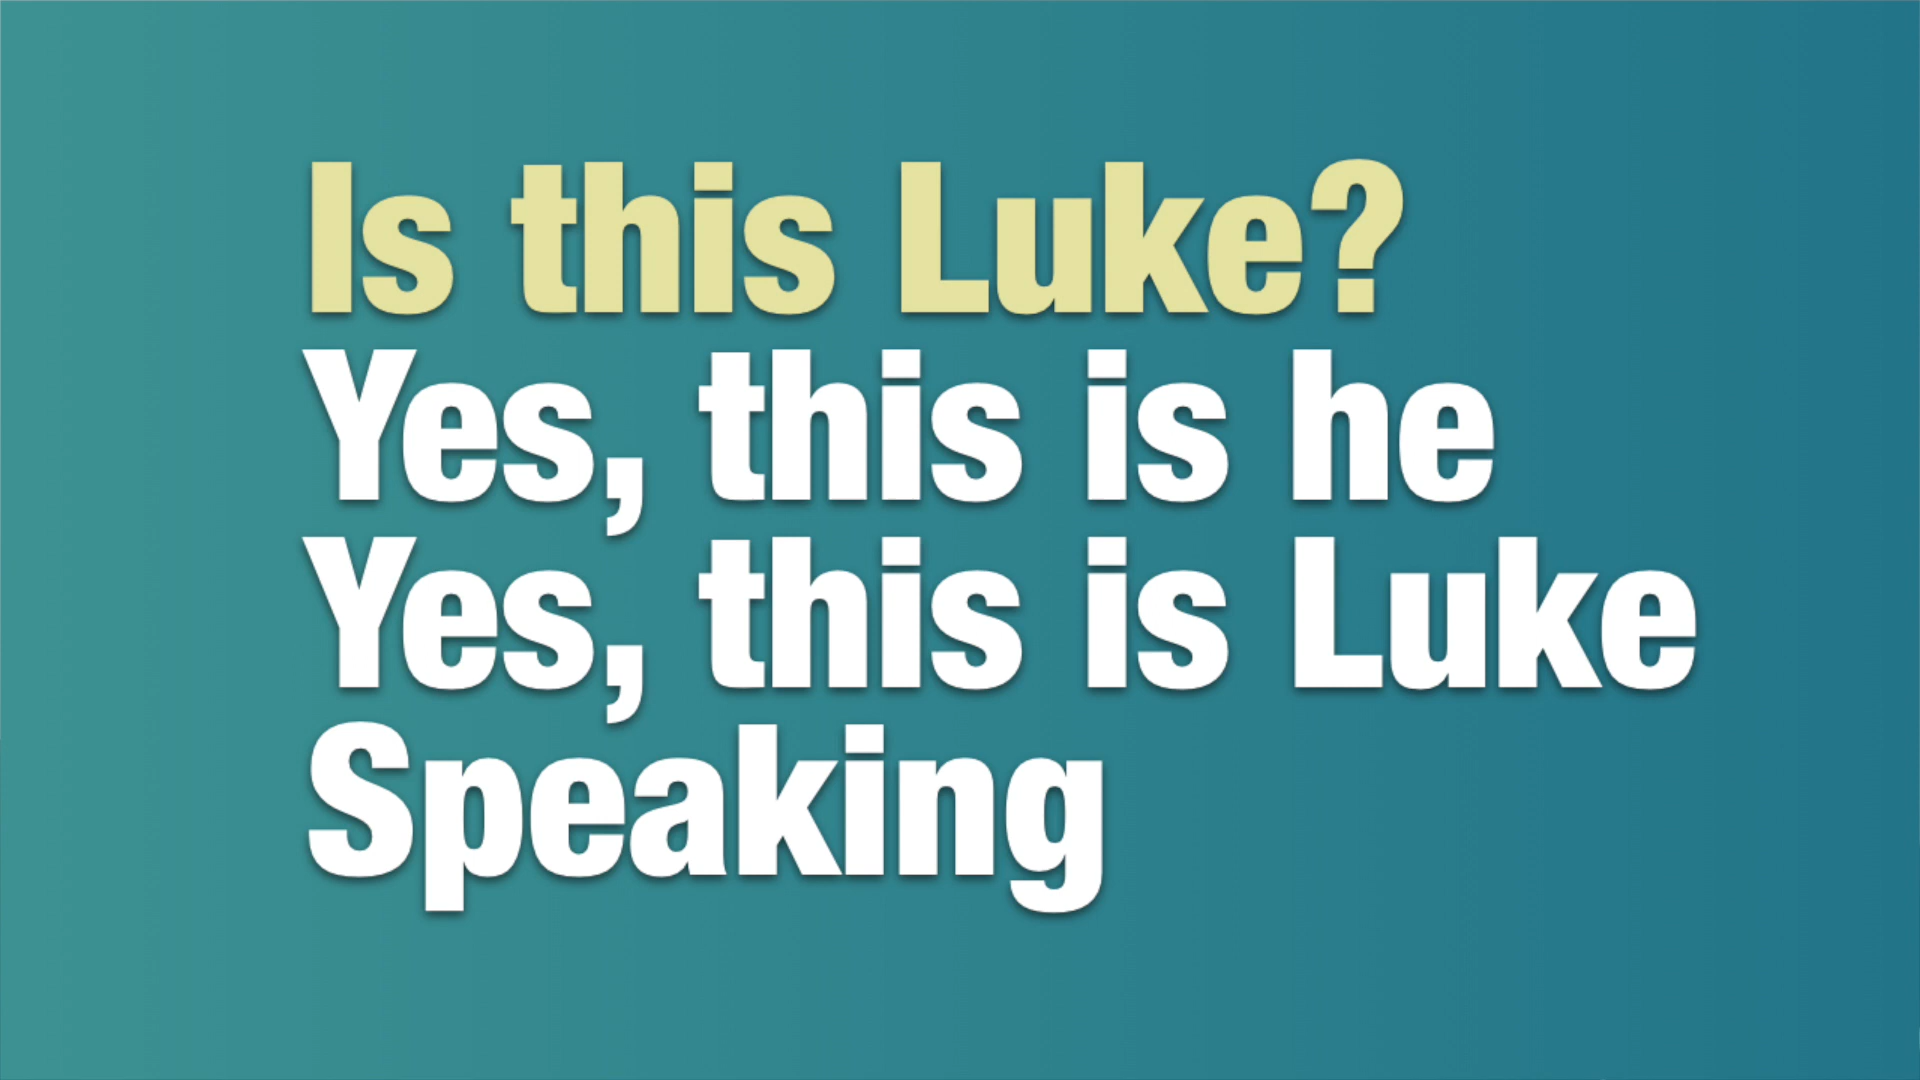 Is this Luke?
Yes, this is he
Yes, this is Luke
Speaking